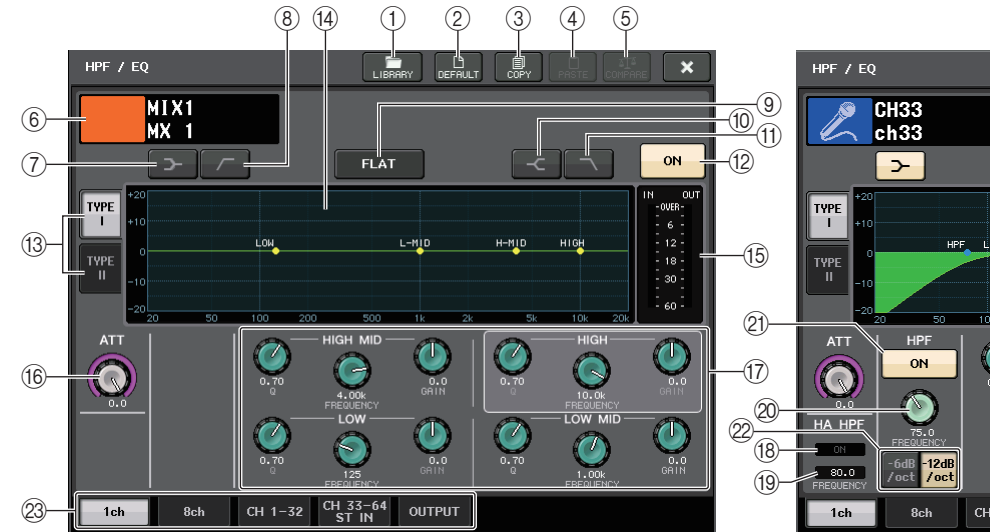 ⑧ ⑭ ① ② ③ ④ ⑤
HPF / EQ
LIBRARY DEFAULT COPY PASTE COMPARE
HPF / EQ
⑥ MIX1
MX 1
⑨
⑩ ⑪
CH33
ch33
⑦
FLAT
ON ⑫
TYPE
I
TYPE
II
⑬
+20
+10
0
-10
-20
LOW L-MID H-MID HIGH
20 50 100 200 500 1k 2k 5k 10k 20k
IN OUT
-OVER-
6
12
18
30
60
⑮
TYPE
I
TYPE
II
+20
+10
0
-10
-20
HPF L
20 50 10
ATT
⑯
0.0
HIGH MID
0.70
Q
4.00k
FREQUENCY
0.0
GAIN
HIGH
0.70
Q
10.0k
FREQUENCY
0.0
GAIN
⑰
LOW
0.70
Q
125
FREQUENCY
0.0
GAIN
LOW MID
0.70
Q
1.00k
FREQUENCY
0.0
GAIN
㉑
ATT
0.0
HPF
ON
⑳
75.0
FREQUENCY
㉒
HA HPF
⑱ ON
⑲ 80.0
FREQUENCY
-6dB
/oct
-12dB
/oct
㉓
1ch 8ch CH 1-32 CH 33-64
ST IN OUTPUT
1ch 8ch CH